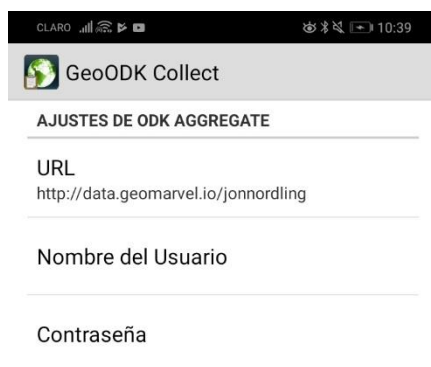 CLARO 10:39
GeoODK Collect
AJUSTES DE ODK AGGREGATE
URL
http://data.geomarvel.io/jonnordling
Nombre del Usuario
Contraseña